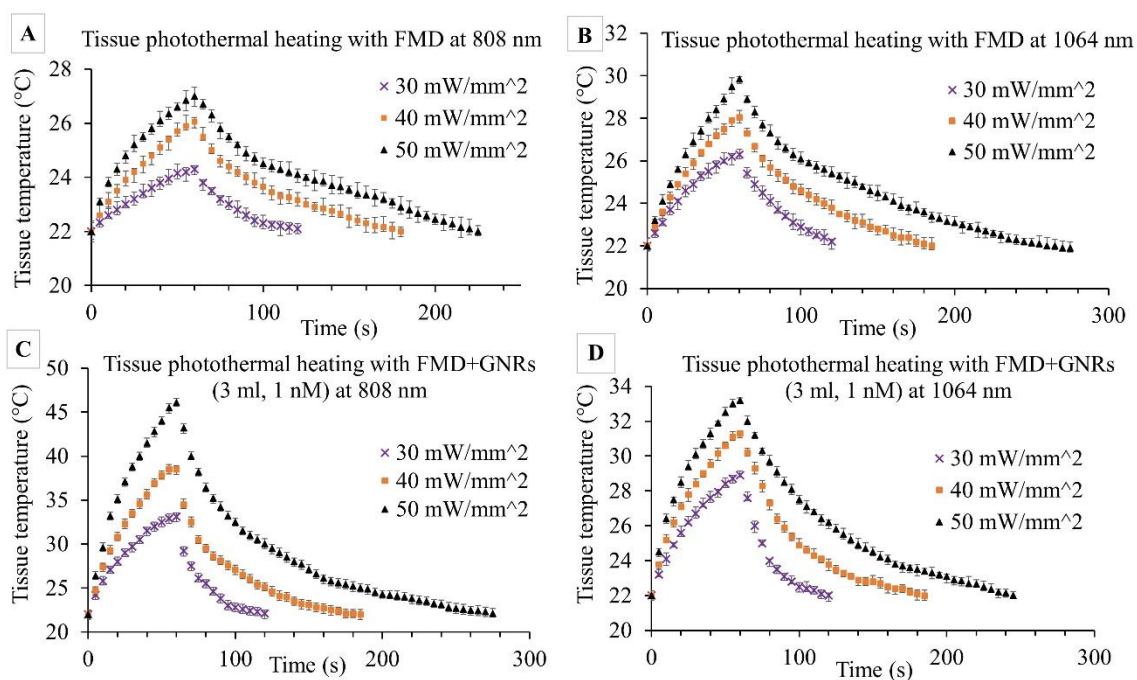 A
Tissue photothermal heating with FMD at 808 nm
Tissue temperature (°C)
28
26
24
22
20
30 mW/mm^2
40 mW/mm^2
50 mW/mm^2
0
100
200
Time (s)
B
Tissue photothermal heating with FMD at 1064 nm
Tissue temperature (°C)
32
30
28
26
24
22
20
30 mW/mm^2
40 mW/mm^2
50 mW/mm^2
0
100
200
300
Time (s)
C
Tissue photothermal heating with FMD+GNRs
(3 ml, 1 nM) at 808 nm
Tissue temperature (°C)
50
45
40
35
30
25
20
30 mW/mm^2
40 mW/mm^2
50 mW/mm^2
0
100
200
300
Time (s)
D
Tissue photothermal heating with FMD+GNRs
(3 ml, 1 nM) at 1064 nm
Tissue temperature (°C)
34
32
30
28
26
24
22
20
30 mW/mm^2
40 mW/mm^2
50 mW/mm^2
0
100
200
300
Time (s)